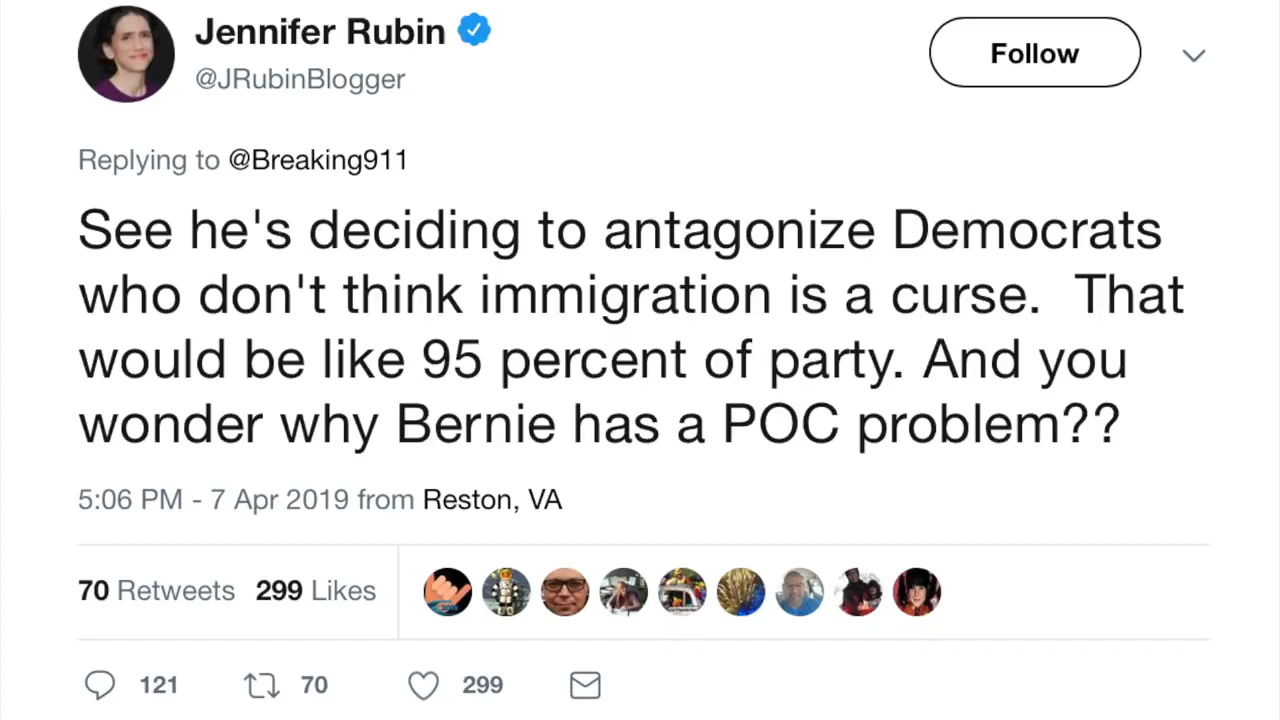 Jennifer Rubin
@JRubinBlogger
Follow
Replying to @Breaking911
See he's deciding to antagonize Democrats
who don't think immigration is a curse.  That
would be like 95 percent of party. And you
wonder why Bernie has a POC problem??
5:06 PM - 7 Apr 2019 from Reston, VA
70 Retweets 299 Likes
121 70 299